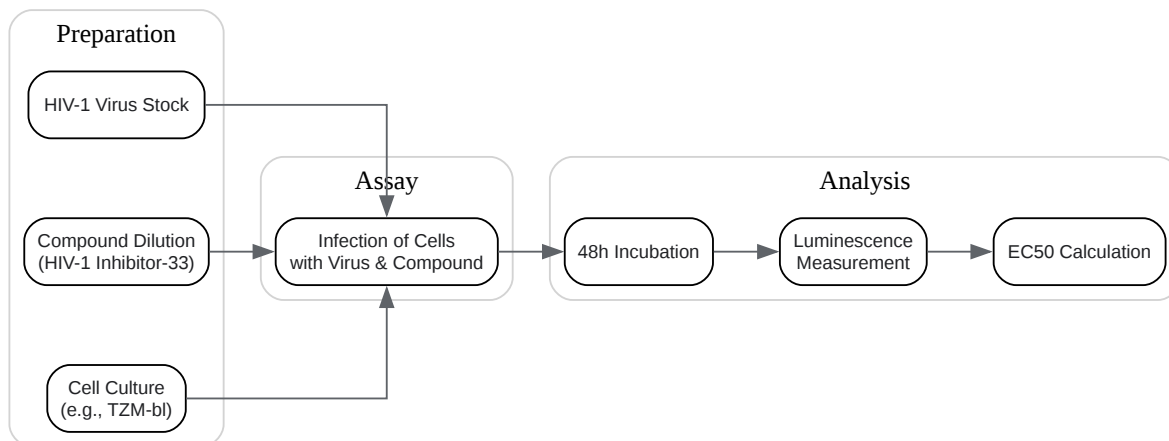 Preparation
HIV-1 Virus Stock
Compound Dilution
(HIV-1 Inhibitor-33)
Cell Culture
(e.g., TZM-bl)
Assay
Infection of Cells
with Virus & Compound
Analysis
48h Incubation
Luminescence
Measurement
EC50 Calculation